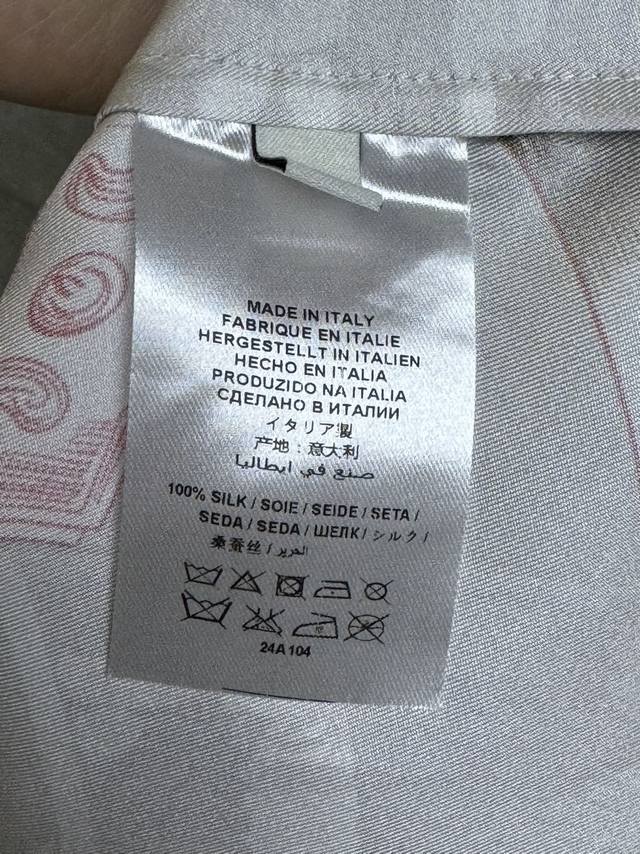 MADE IN ITALY
FABRIQUE EN ITALIE
HERGESTELLT IN ITALIEN
HECHO EN ITALIA
PRODUZIDO NA ITALIA
СДЕЛАНО В ИТАЛИИ
イタリア製
产地：意大利
صنع في ايطاليا
100% SILK / SOIE / SEIDE / SETA /
SEDA / SEDA / ШЕЛК / シルク /
桑蚕丝 / الحرير
24A104